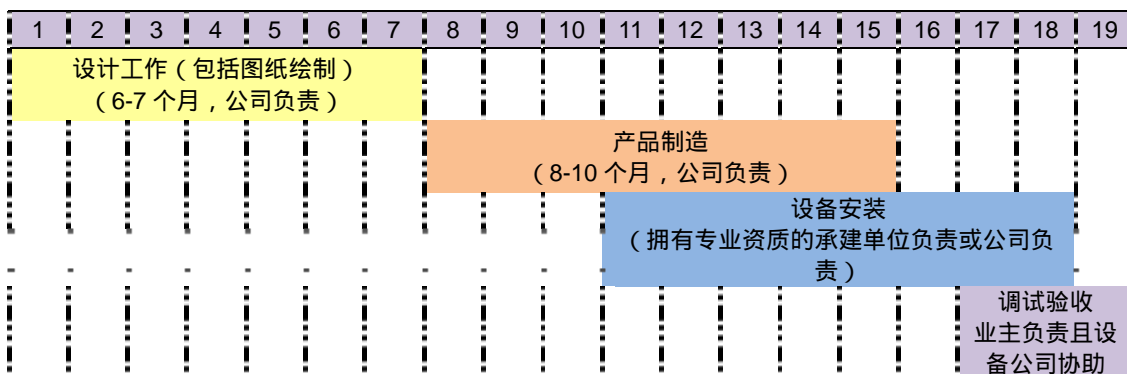 1 2 3 4 5 6 7 8 9 10 11 12 13 14 15 16 17 18 19
设计工作（包括图纸绘制）
（6-7 个月，公司负责）
产品制造
（8-10 个月，公司负责）
设备安装
（拥有专业资质的承建单位负责或公司负
责）
调试验收
业主负责且设
备公司协助